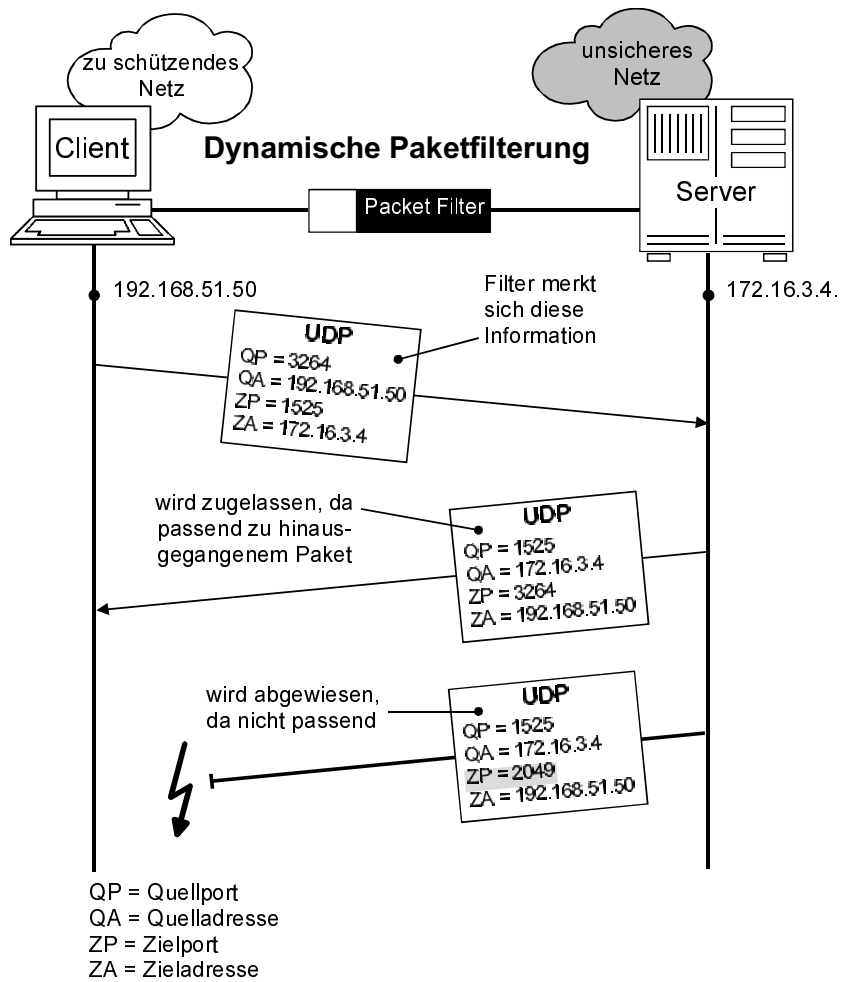 zu schützendes
Netz
unsicheres
Netz
Client
Dynamische Paketfilterung
Packet Filter
Server
192.168.51.50
Filter merkt
sich diese
Information
172.16.3.4.
UDP
QP = 3264
QA = 192.168.51.50
ZP = 1525
ZA = 172.16.3.4
wird zugelassen, da
passend zu hinaus-
gegangenem Paket
UDP
QP = 1525
QA = 172.16.3.4
ZP = 3264
ZA = 192.168.51.50
wird abgewiesen,
da nicht passend
UDP
QP = 1525
QA = 172.16.3.4
ZP = 2049
ZA = 192.168.51.50
QP = Quellport
QA = Quelladresse
ZP = Zielport
ZA = Zieladresse